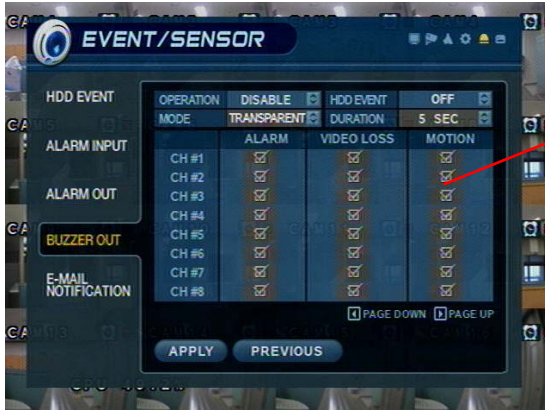 EVENT/SENSOR
HDD EVENT
ALARM INPUT
ALARM OUT
BUZZER OUT
E-MAIL
NOTIFICATION
OPERATION DISABLE HDD EVENT OFF
MODE TRANSPARENT DURATION 5 SEC
ALARM VIDEO LOSS MOTION
CH #1
CH #2
CH #3
CH #4
CH #5
CH #6
CH #7
CH #8
PAGE DOWN PAGE UP
APPLY PREVIOUS